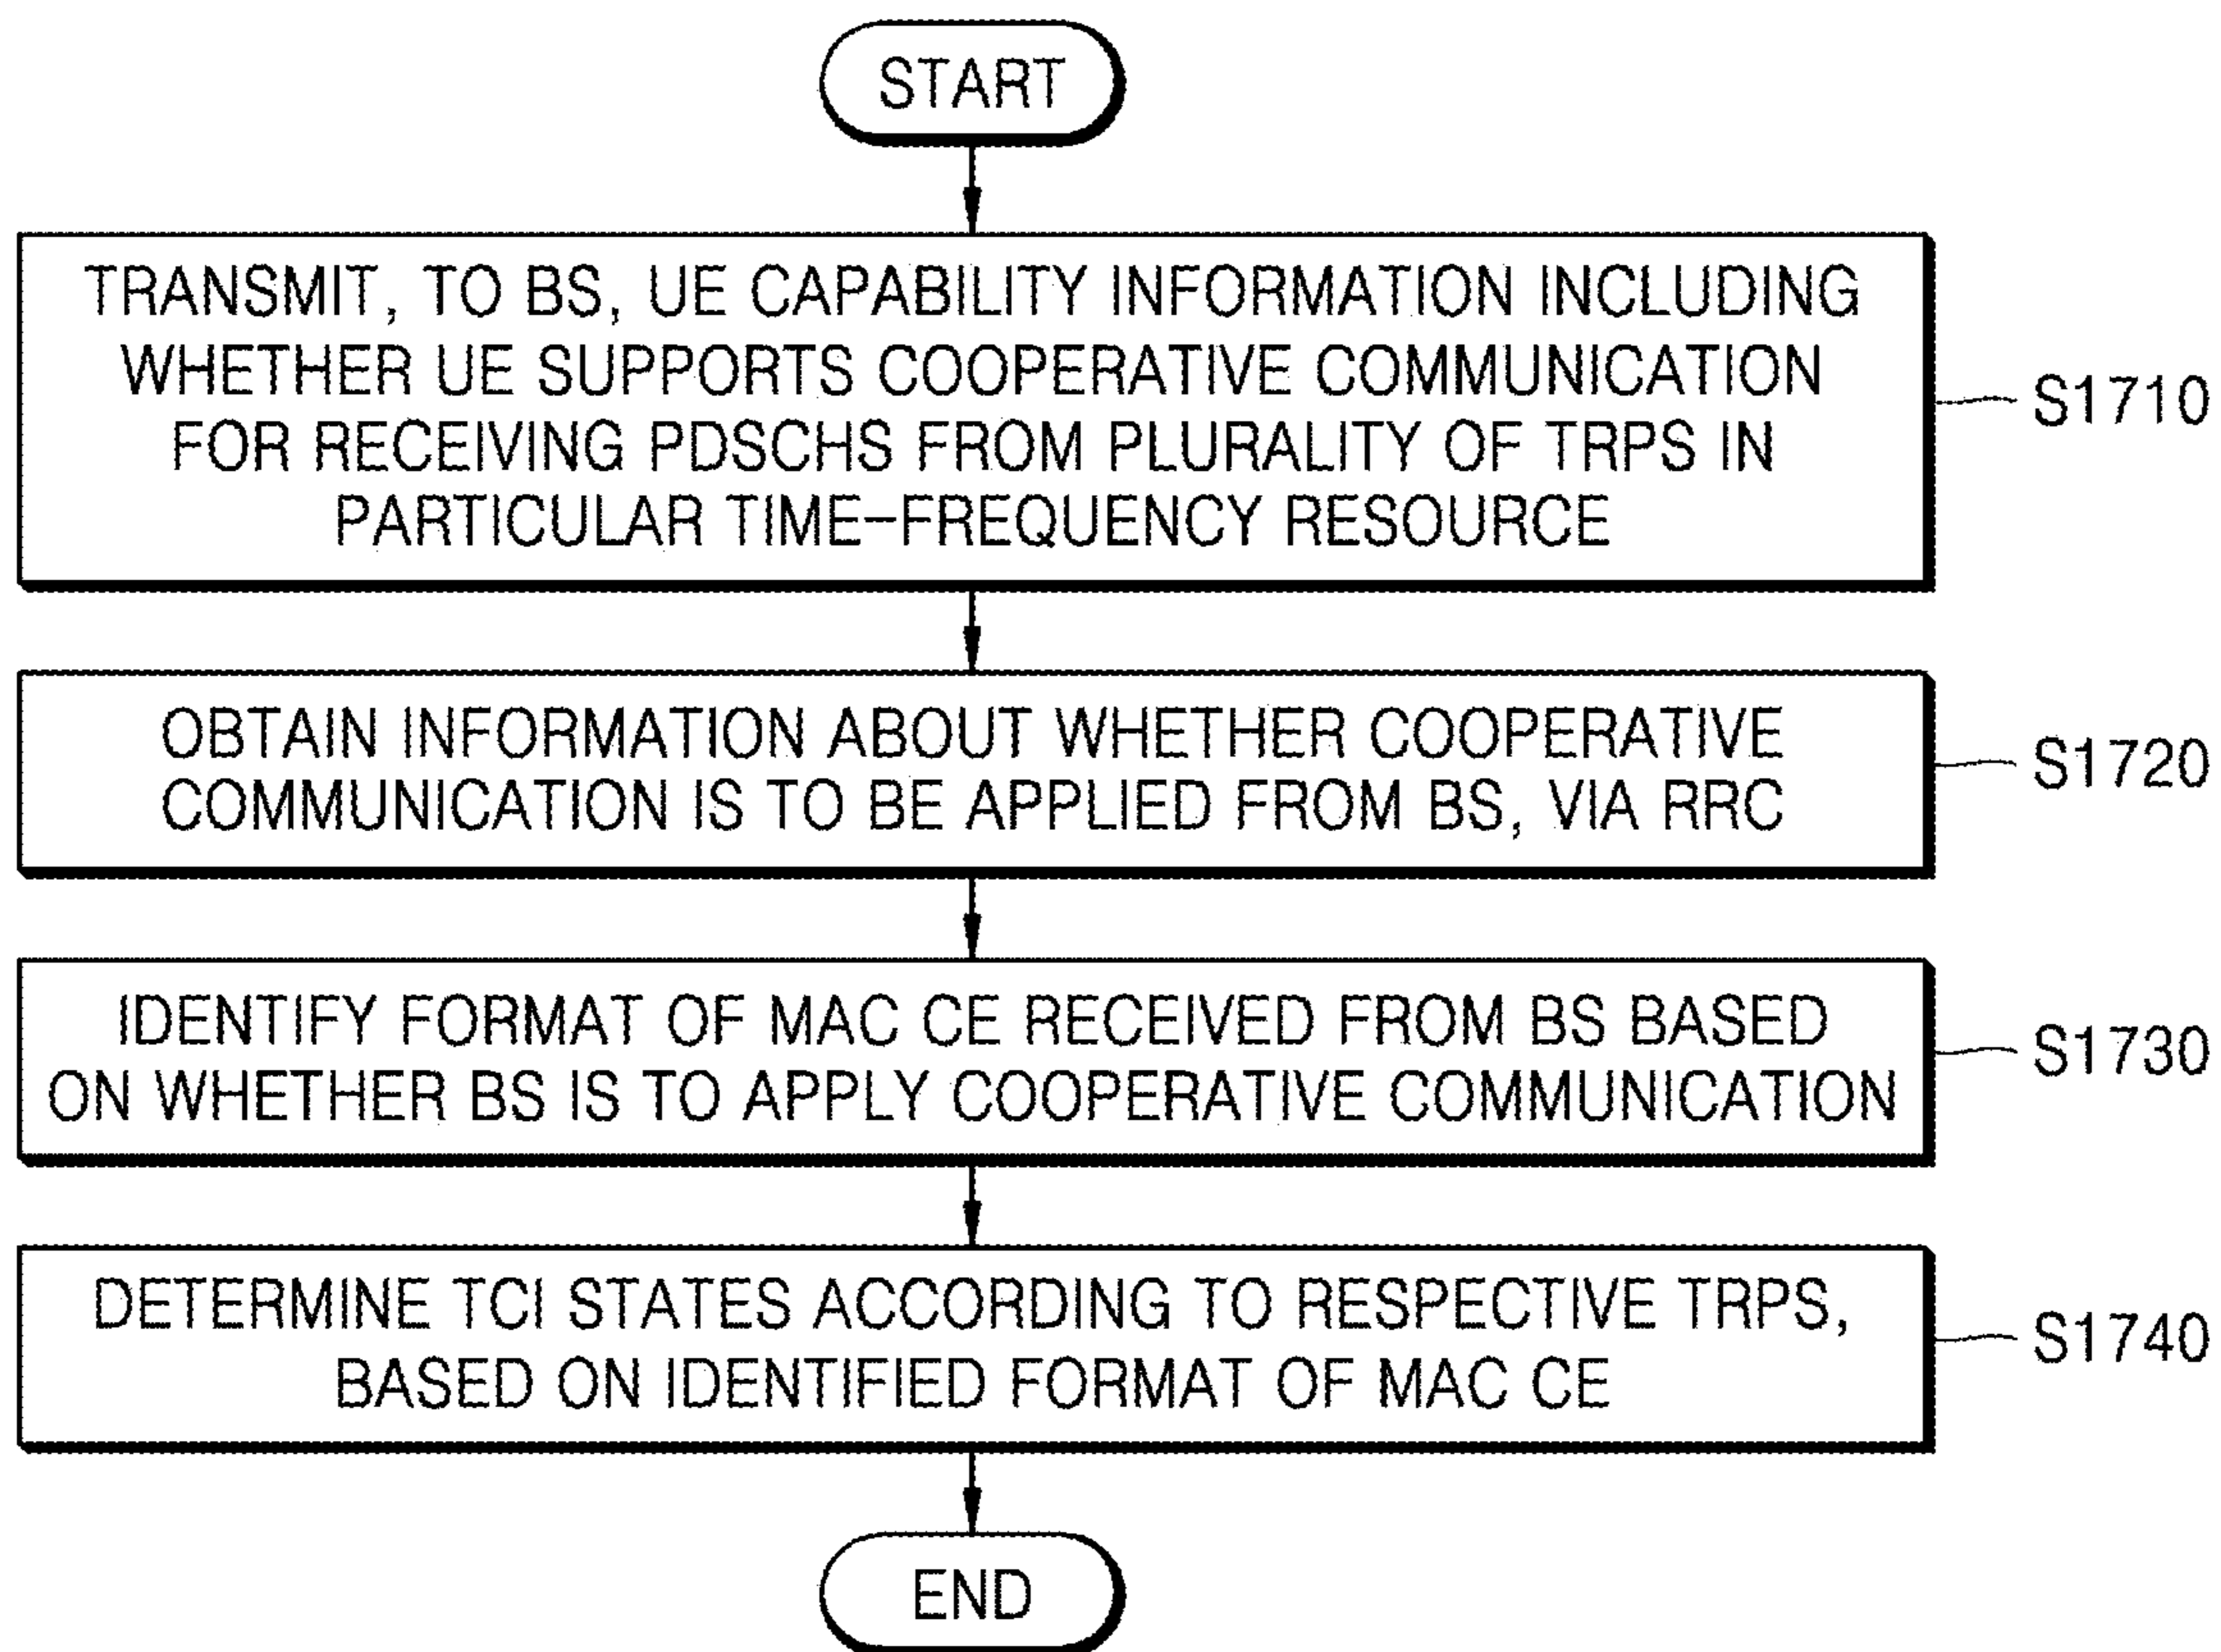 START
TRANSMIT, TO BS, UE CAPABILITY INFORMATION INCLUDING
WHETHER UE SUPPORTS COOPERATIVE COMMUNICATION
FOR RECEIVING PDSCHS FROM PLURALITY OF TRPS IN
PARTICULAR TIME-FREQUENCY RESOURCE
S1710
OBTAIN INFORMATION ABOUT WHETHER COOPERATIVE
COMMUNICATION IS TO BE APPLIED FROM BS, VIA RRC
S1720
IDENTIFY FORMAT OF MAC CE RECEIVED FROM BS BASED
ON WHETHER BS IS TO APPLY COOPERATIVE COMMUNICATION
S1730
DETERMINE TCI STATES ACCORDING TO RESPECTIVE TRPS,
BASED ON IDENTIFIED FORMAT OF MAC CE
S1740
END